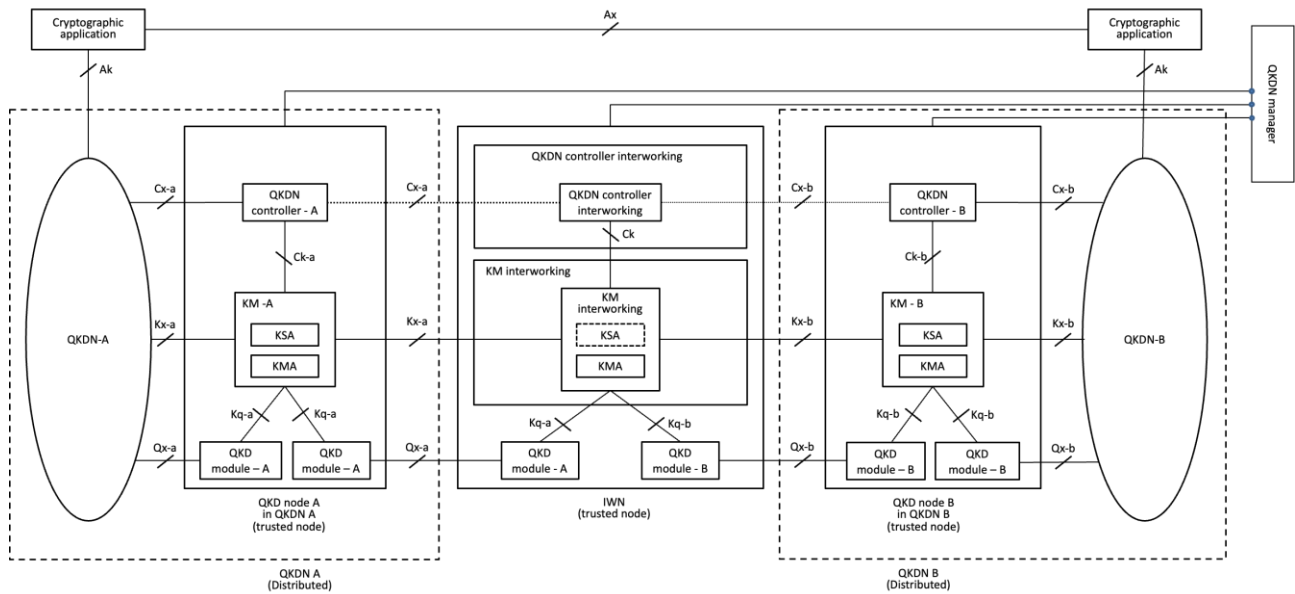 Cryptographic
application
Ax
Cryptographic
application
Ak
Ak
QKDN manager
QKDN controller interworking
Cx-a
QKDN
controller - A
Cx-a
QKDN controller
interworking
Cx-b
QKDN
controller - B
Cx-b
Ck
Ck-a
Ck-b
KM interworking
KM -A
KM
interworking
KM - B
Kx-a
KSA
Kx-a
KSA
Kx-b
KSA
Kx-b
QKDN-A
KMA
KMA
KMA
QKDN-B
Kq-a
Kq-a
Kq-a
Kq-b
Kq-b
Kq-b
Qx-a
QKD
module – A
QKD
module – A
Qx-a
QKD
module - A
QKD
module - B
Qx-b
QKD
module – B
QKD
module – B
Qx-b
QKD node A
in QKDN A
(trusted node)
IWN
(trusted node)
QKD node B
in QKDN B
(trusted node)
QKDN A
(Distributed)
QKDN B
(Distributed)